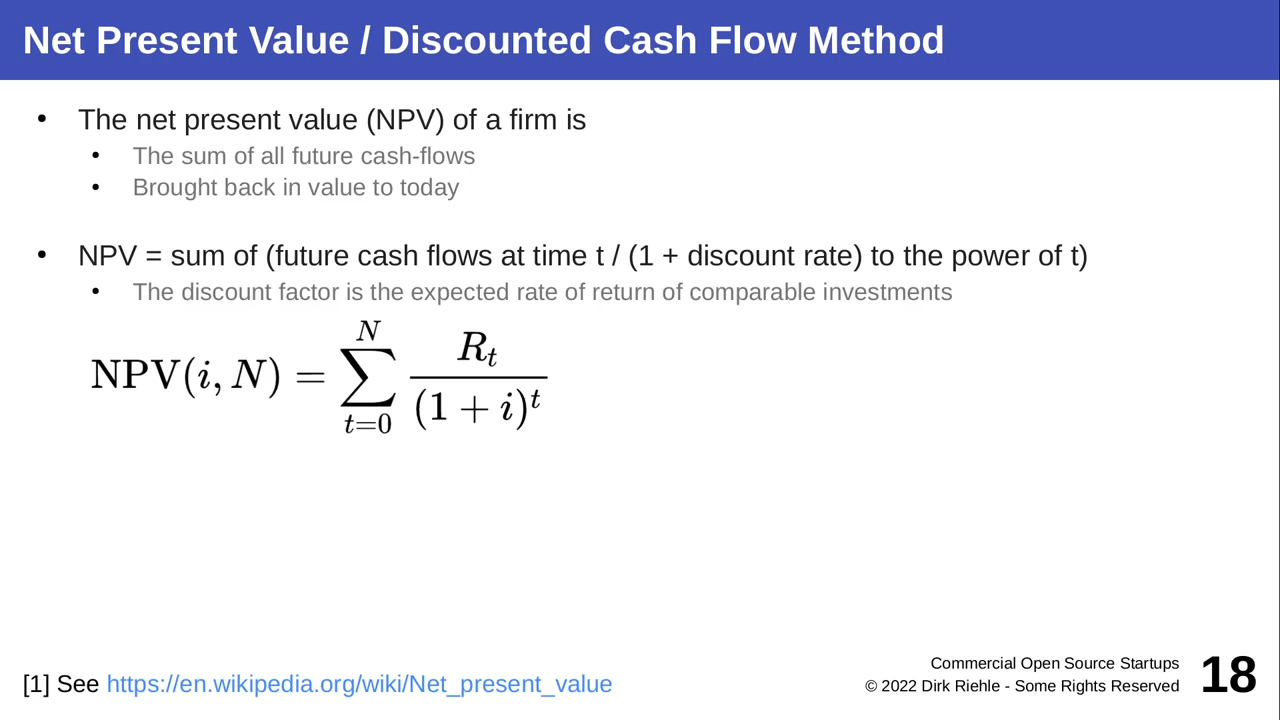 Net Present Value / Discounted Cash Flow Method
• The net present value (NPV) of a firm is
• The sum of all future cash-flows
• Brought back in value to today
• NPV = sum of (future cash flows at time t / (1 + discount rate) to the power of t)
• The discount factor is the expected rate of return of comparable investments
NPV(i, N) = \sum_{t=0}^{N} \frac{R_t}{(1 + i)^t}
[1] See https://en.wikipedia.org/wiki/Net_present_value
Commercial Open Source Startups
© 2022 Dirk Riehle - Some Rights Reserved
18